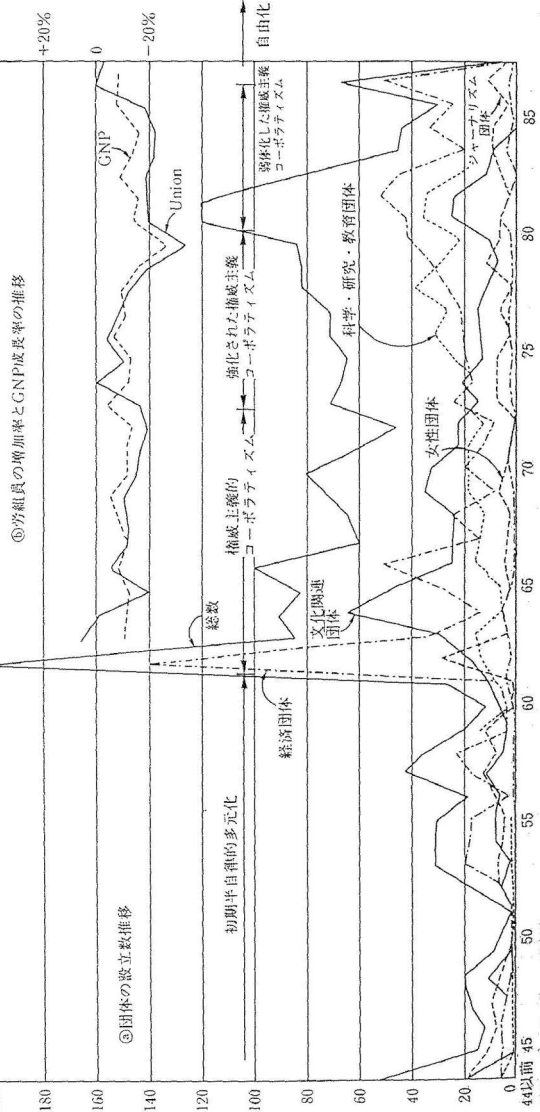 ⓐ団体の設立数推移
ⓑ労組員の増加率とGNP成長率の推移
180
160
140
120
100
80
60
40
20
0
+20%
0
-20%
GNP
Union
初期半自律的多元化
権威主義的
コーポラティズム
強化された権威主義
コーポラティズム
弱体化した権威主義
コーポラティズム
自由化
総数
経済団体
文化関連
団体
科学・研究・教育団体
女性団体
ジャーナリズム
団体
44以前 45 50 55 60 65 70 75 80 85